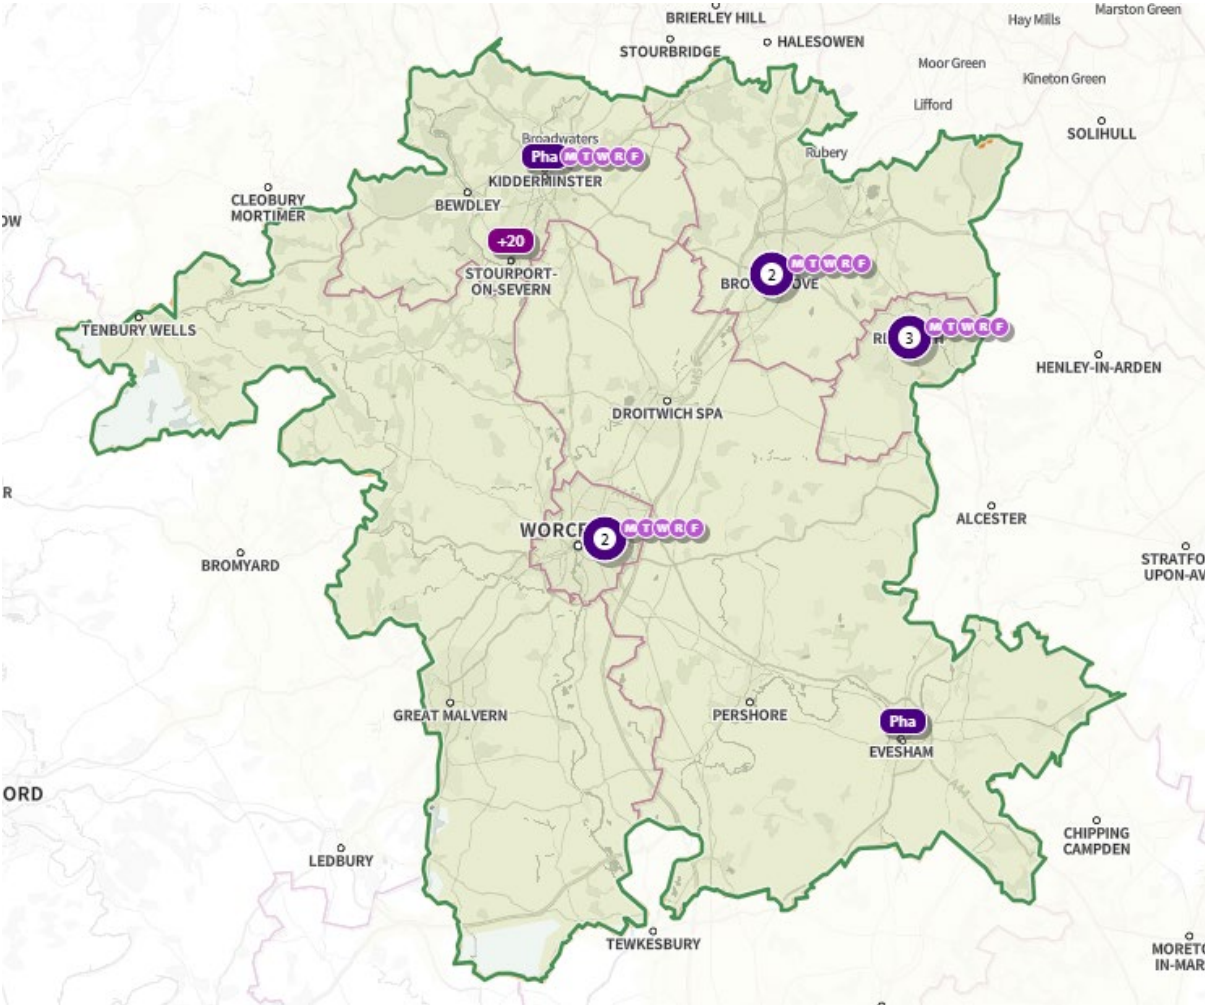 Marston Green
BRIERLEY HILL
Hay Mills
HALESOWEN
STOURBRIDGE
Moor Green
Kineton Green
Lifford
SOLIHULL
Broadwaters
Rubery
Pha M T W R F
KIDDERMINSTER
CLEOBURY
MORTIMER
BEWDLEY
OW
+20
STOURPORT-
ON-SEVERN
2 M T W R F
TENBURY WELLS
3 M T W R F
HENLEY-IN-ARDEN
DROITWICH SPA
R
ALCESTER
2 M T W R F
BROMYARD
STRATFO
UPON-AV
GREAT MALVERN
PERSHORE
Pha
EVESHAM
A44
ORD
CHIPPING
CAMPDEN
LEDBURY
TEWKESBURY
MORETO
IN-MAR